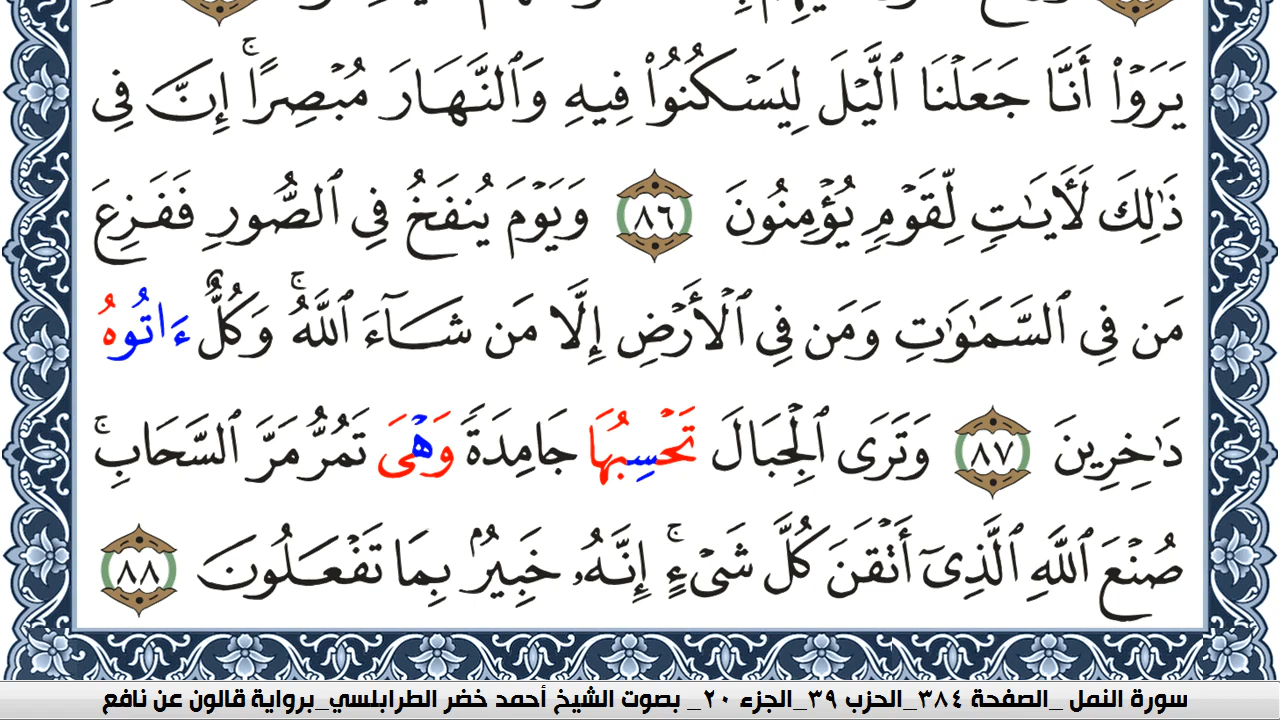 يَرَوْاْ أَنَّا جَعَلْنَا ٱلَّيْلَ لِيَسْكُنُواْ فِيهِ وَٱلنَّهَارَ مُبْصِرًاۚ إِنَّ فِى
ذَٰلِكَ لَأٓيَٰتٍ لِّقَوْمٍ يُؤْمِنُونَ ٨٦ وَيَوْمَ يُنفَخُ فِى ٱلصُّورِ فَفَزِعَ
مَن فِى ٱلسَّمَٰوَٰتِ وَمَن فِى ٱلْأَرْضِ إِلَّا مَن شَآءَ ٱللَّهُۚ وَكُلٌّ ءَاتُوهُ
دَٰخِرِينَ ٨٧ وَتَرَى ٱلْجِبَالَ تَحْسِبُهَا جَامِدَةً وَهْىَ تَمُرُّ مَرَّ ٱلسَّحَابِۚ
صُنْعَ ٱللَّهِ ٱلَّذِىٓ أَتْقَنَ كُلَّ شَىْءٍۚ إِنَّهُۥ خَبِيرُۢ بِمَا تَفْعَلُونَ ٨٨
سورة النمل _الصفحة ٣٨٤_الحزب ٣٩_الجزء ٢٠_ بصوت الشيخ أحمد خضر الطرابلسي_برواية قالون عن نافع